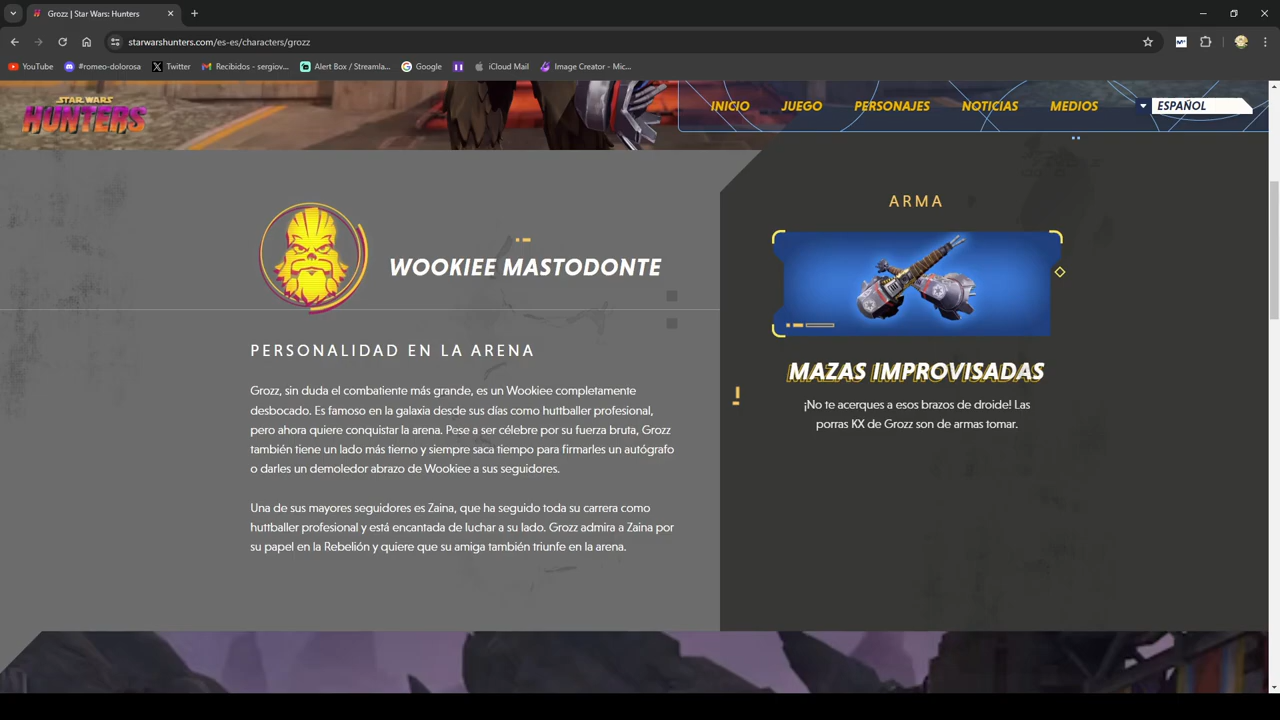 Grozz | Star Wars: Hunters
starwarshunters.com/es-es/characters/grozz
YouTube
#romeo-dolorosa
Twitter
Recibidos - sergiov...
Alert Box / Streamla...
Google
iCloud Mail
Image Creator - Mic...
STAR WARS
HUNTERS
INICIO
JUEGO
PERSONAJES
NOTICIAS
MEDIOS
ESPAÑOL
WOOKIEE MASTODONTE
PERSONALIDAD EN LA ARENA
Grozz, sin duda el combatiente más grande, es un Wookiee completamente
desbocado. Es famoso en la galaxia desde sus días como huttballer profesional,
pero ahora quiere conquistar la arena. Pese a ser célebre por su fuerza bruta, Grozz
también tiene un lado más tierno y siempre saca tiempo para firmarles un autógrafo
o darles un demoledor abrazo de Wookiee a sus seguidores.
Una de sus mayores seguidores es Zaina, que ha seguido toda su carrera como
huttballer profesional y está encantada de luchar a su lado. Grozz admira a Zaina por
su papel en la Rebelión y quiere que su amiga también triunfe en la arena.
ARMA
MAZAS IMPROVISADAS
¡No te acerques a esos brazos de droide! Las
porras KX de Grozz son de armas tomar.